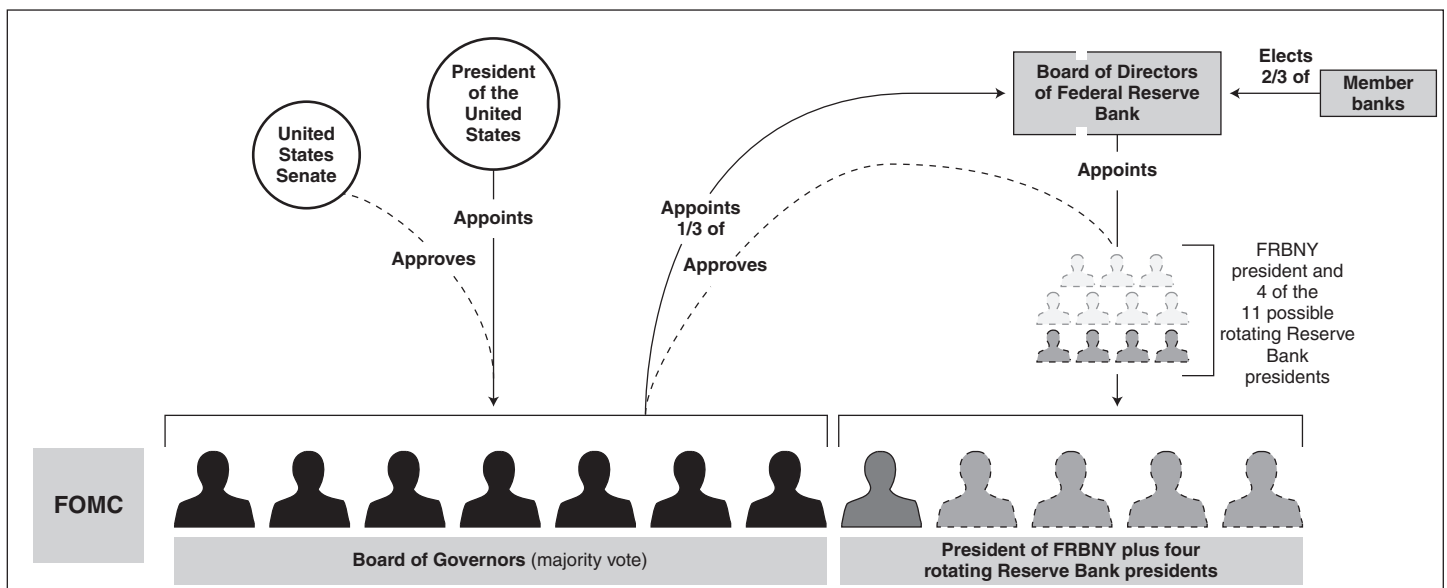 President
of the
United
States
United
States
Senate
Appoints
Approves
Appoints
1/3 of
Approves
Board of Directors
of Federal Reserve
Bank
Elects
2/3 of
Member
banks
Appoints
FRBNY
president and
4 of the
11 possible
rotating Reserve
Bank
presidents
FOMC
Board of Governors (majority vote)
President of FRBNY plus four
rotating Reserve Bank presidents